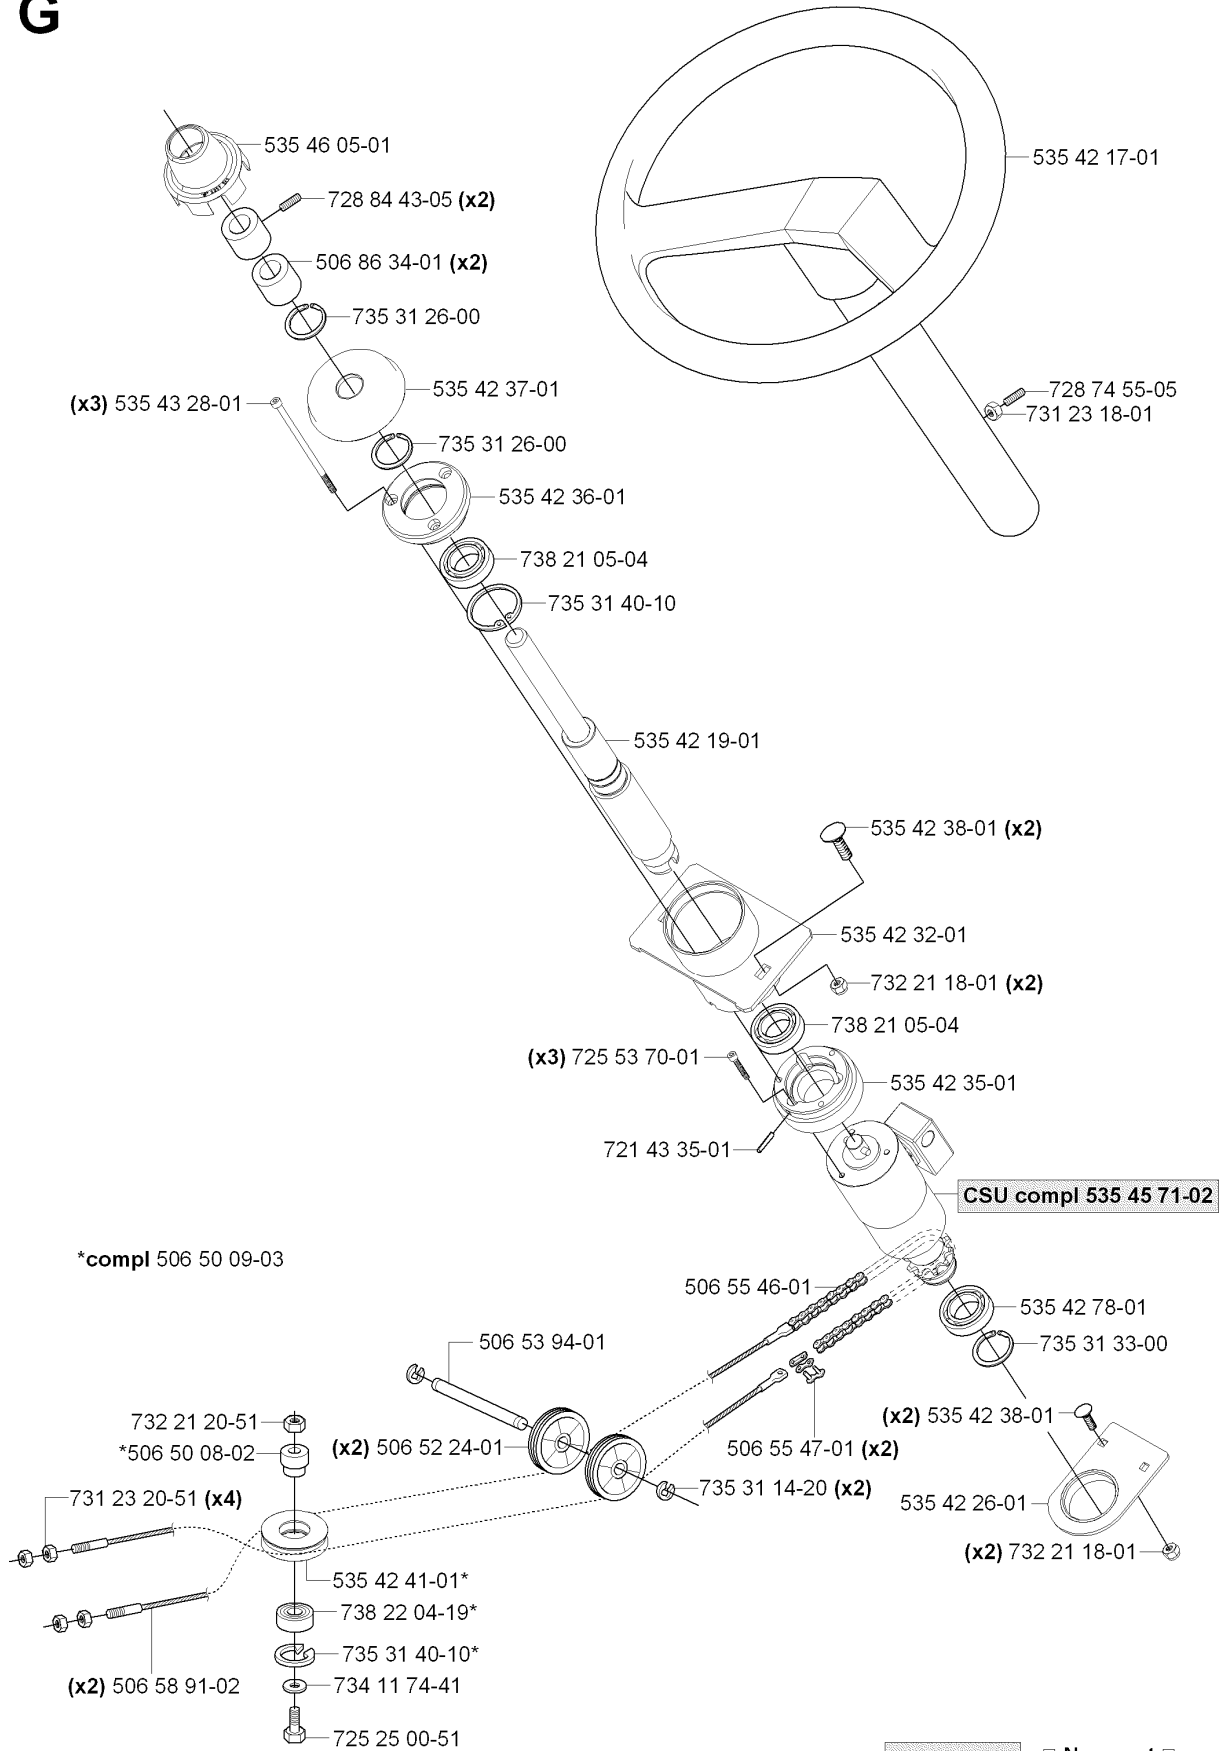 G
535 46 05-01
535 42 17-01
728 84 43-05 (x2)
506 86 34-01 (x2)
735 31 26-00
535 42 37-01
728 74 55-05
(x3) 535 43 28-01
731 23 18-01
735 31 26-00
535 42 36-01
738 21 05-04
735 31 40-10
535 42 19-01
535 42 38-01 (x2)
535 42 32-01
732 21 18-01 (x2)
738 21 05-04
(x3) 725 53 70-01
535 42 35-01
721 43 35-01
CSU compl 535 45 71-02
*compl 506 50 09-03
506 55 46-01
535 42 78-01
506 53 94-01
735 31 33-00
(x2) 535 42 38-01
732 21 20-51
(x2) 506 52 24-01
506 55 47-01 (x2)
*506 50 08-02
735 31 14-20 (x2)
731 23 20-51 (x4)
535 42 26-01
(x2) 732 21 18-01
535 42 41-01*
738 22 04-19*
735 31 40-10*
(x2) 506 58 91-02
734 11 74-41
725 25 00-51